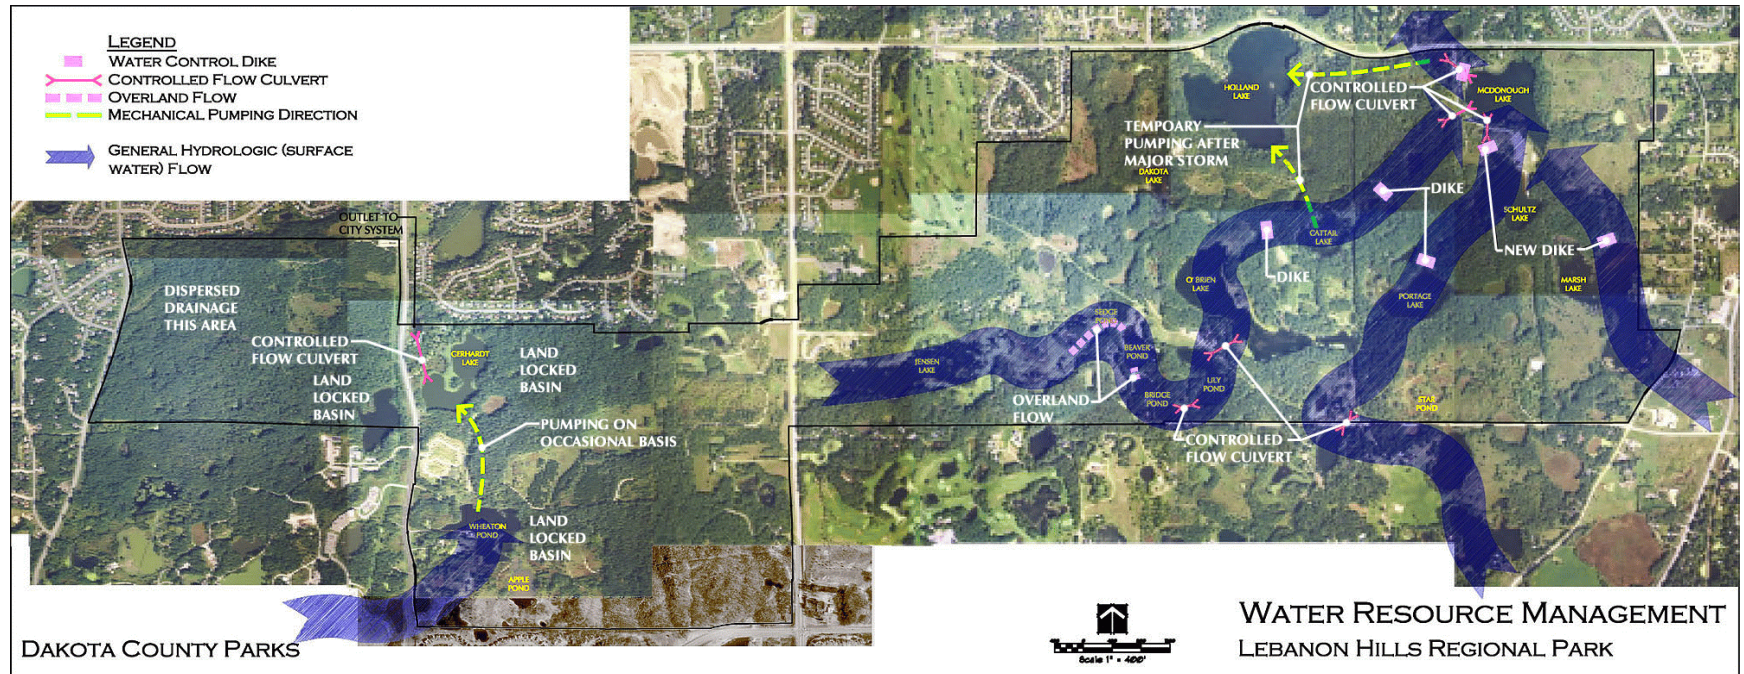 LEGEND
WATER CONTROL DIKE
CONTROLLED FLOW CULVERT
OVERLAND FLOW
MECHANICAL PUMPING DIRECTION
GENERAL HYDROLOGIC (SURFACE
WATER) FLOW
OUTLET TO
CITY SYSTEM
DISPERSED
DRAINAGE
THIS AREA
CONTROLLED
FLOW CULVERT
GERHARDT
LAKE
LAND
LOCKED
BASIN
LAND
LOCKED
BASIN
PUMPING ON
OCCASIONAL BASIS
WHEATON
POND
LAND
LOCKED
BASIN
APPLE
POND
HOLLAND
LAKE
CONTROLLED
FLOW CULVERT
MCDONOUGH
LAKE
TEMPOARY
PUMPING AFTER
MAJOR STORM
DAKOTA
LAKE
DIKE
SCHULTZ
LAKE
CATTAIL
LAKE
NEW DIKE
DIKE
O'BRIEN
LAKE
PORTAGE
LAKE
MARSH
LAKE
SEDGE
POND
BEAVER
POND
JENSEN
LAKE
LILY
POND
BRIDGE
POND
OVERLAND
FLOW
STAR
POND
CONTROLLED
FLOW CULVERT
Scale 1" = 400'
WATER RESOURCE MANAGEMENT
LEBANON HILLS REGIONAL PARK
DAKOTA COUNTY PARKS